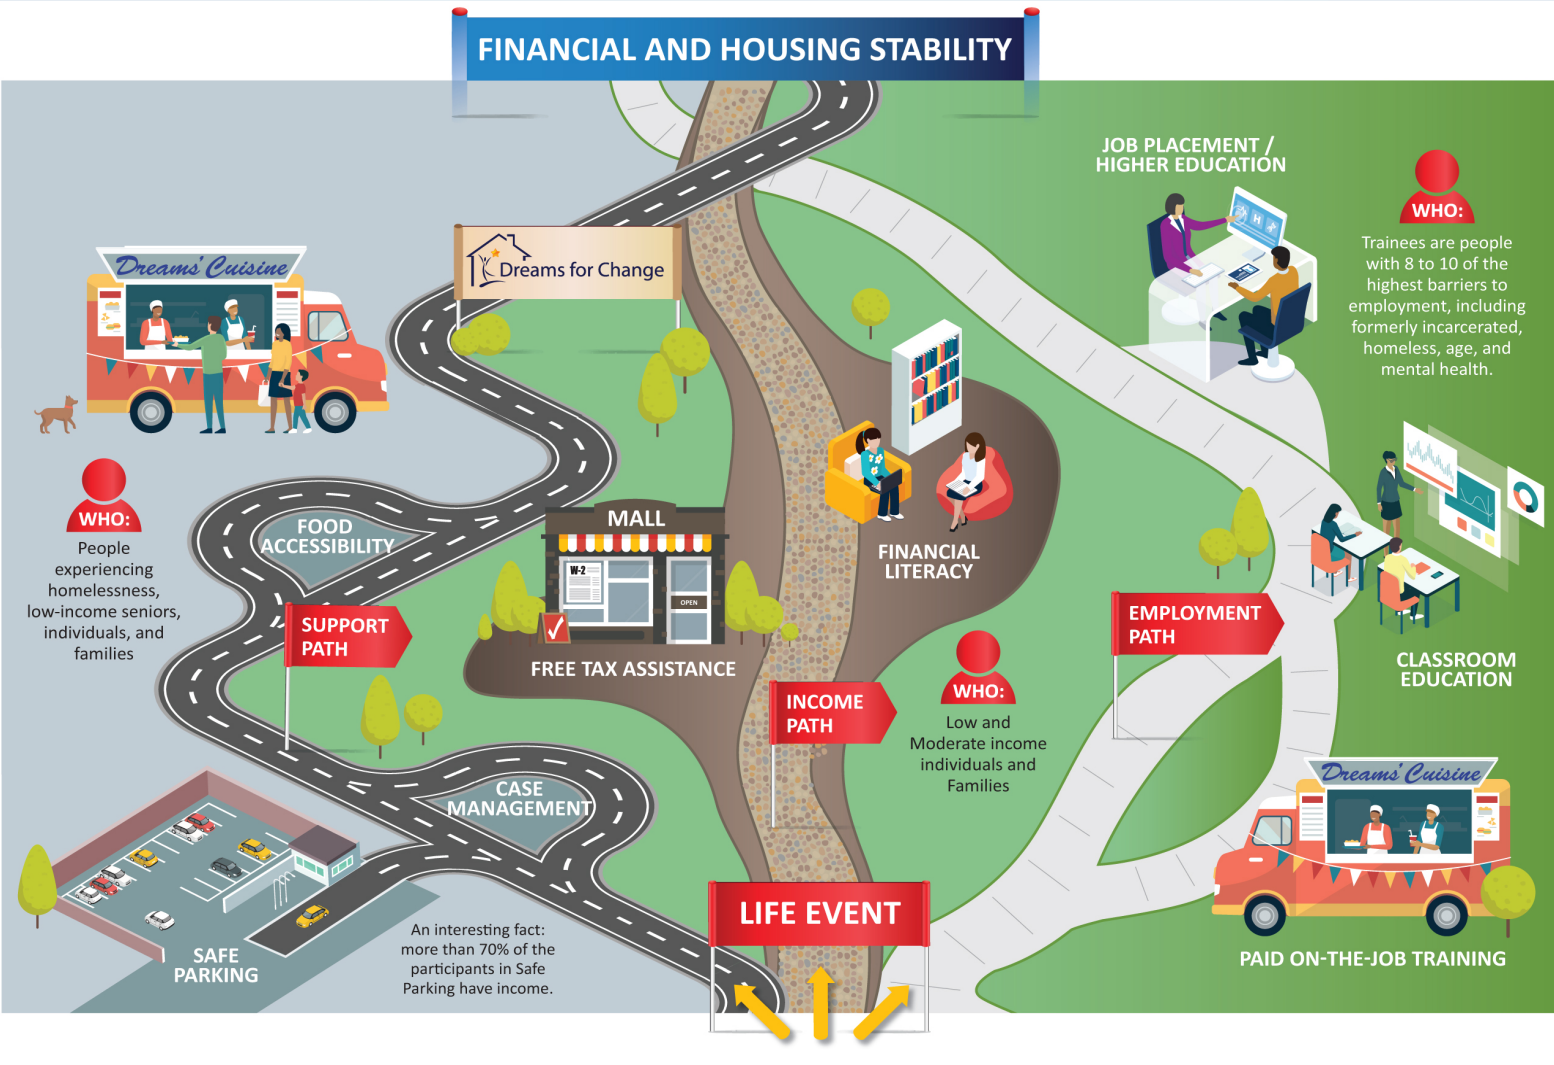 FINANCIAL AND HOUSING STABILITY
JOB PLACEMENT /
HIGHER EDUCATION
WHO:
Trainees are people
with 8 to 10 of the
highest barriers to
employment, including
formerly incarcerated,
homeless, age, and
mental health.
Dreams for Change
Dreams' Cuisine
WHO:
People
experiencing
homelessness,
low-income seniors,
individuals, and
families
FOOD
ACCESSIBILITY
MALL
W-2
OPEN
FREE TAX ASSISTANCE
FINANCIAL
LITERACY
SUPPORT
PATH
EMPLOYMENT
PATH
CLASSROOM
EDUCATION
INCOME
PATH
WHO:
Low and
Moderate income
individuals and
Families
CASE
MANAGEMENT
Dreams' Cuisine
PAID ON-THE-JOB TRAINING
SAFE
PARKING
An interesting fact:
more than 70% of the
participants in Safe
Parking have income.
LIFE EVENT